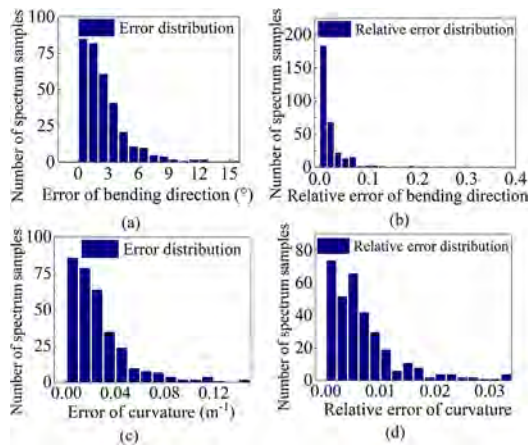 Error distribution
Number of spectrum samples
100
75
50
25
0
0 3 6 9 12 15
Error of bending direction (°)
(a)
Relative error distribution
Number of spectrum samples
200
150
100
50
0
0.0 0.1 0.2 0.3 0.4
Relative error of bending direction
(b)
Error distribution
Number of spectrum samples
100
75
50
25
0
0.00 0.04 0.08 0.12
Error of curvature (m⁻¹)
(c)
Relative error distribution
Number of spectrum samples
80
60
40
20
0
0.00 0.01 0.02 0.03
Relative error of curvature
(d)